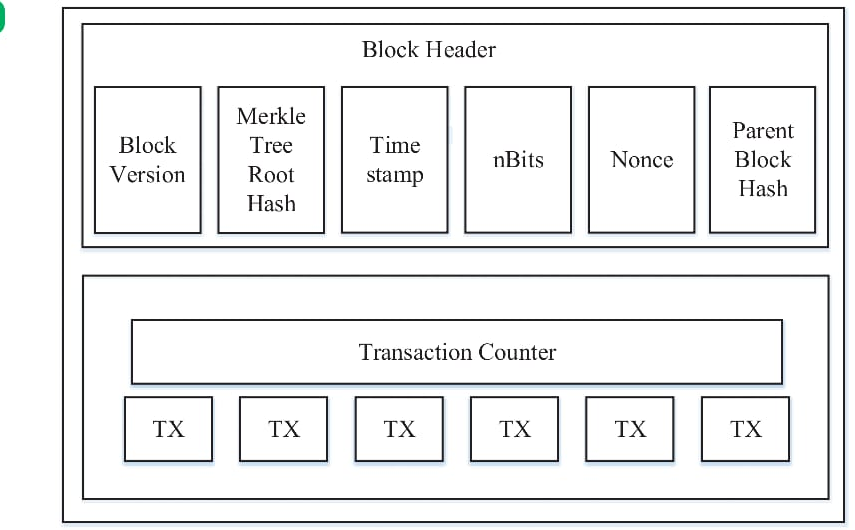 Block Header
Block
Version
Merkle
Tree
Root
Hash
Time
stamp
nBits
Nonce
Parent
Block
Hash
Transaction Counter
TX
TX
TX
TX
TX
TX